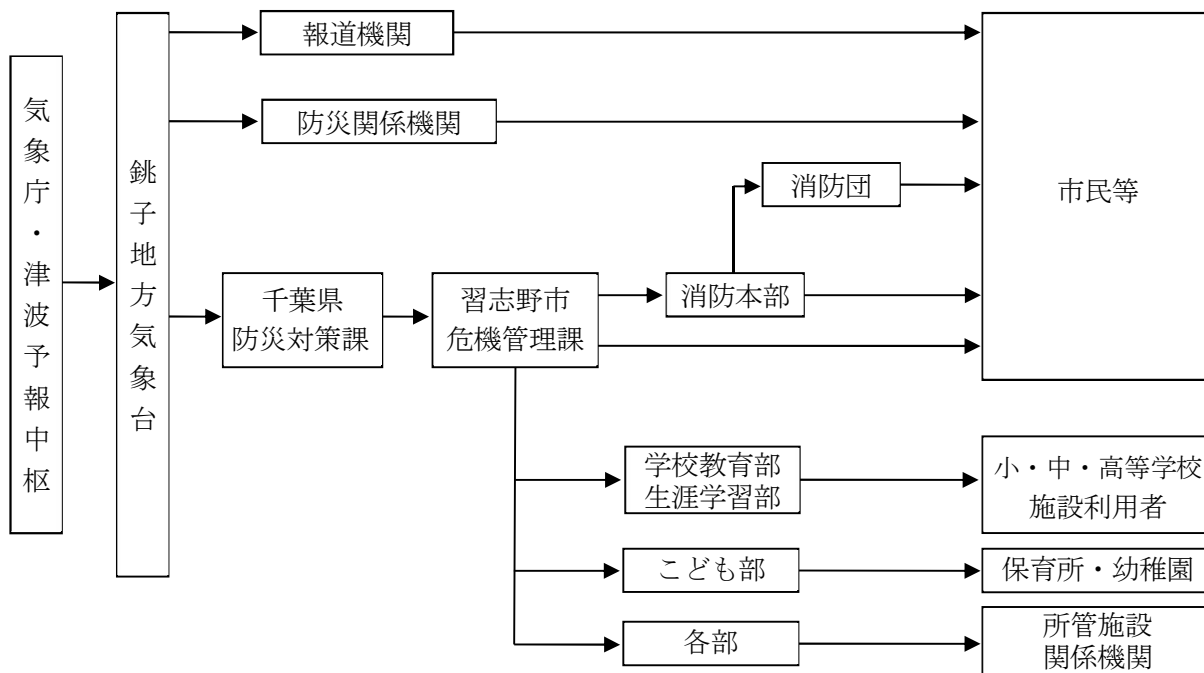 気象庁・津波予報中枢
銚子地方気象台
報道機関
防災関係機関
千葉県
防災対策課
習志野市
危機管理課
消防団
消防本部
市民等
学校教育部
生涯学習部
小・中・高等学校
施設利用者
こども部
保育所・幼稚園
各部
所管施設
関係機関